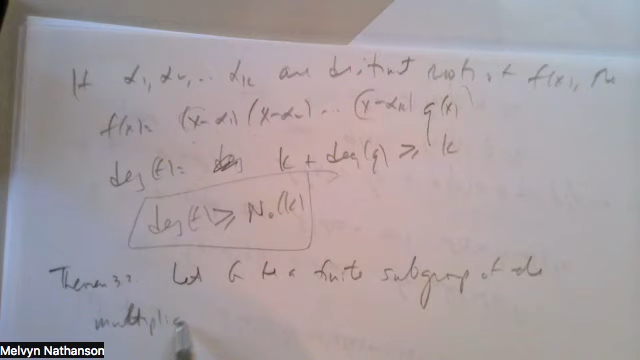 If α₁, α₂, ... αₖ are distinct roots of f(x), the
f(x) = (x-α₁)(x-α₂)...(x-αₖ) q(x)
deg(f) = k + deg(q) ⩾ k
deg(f) ⩾ N₀(k)
Theorem 3: Let G be a finite subgroup of the
multiplic
Melvyn Nathanson